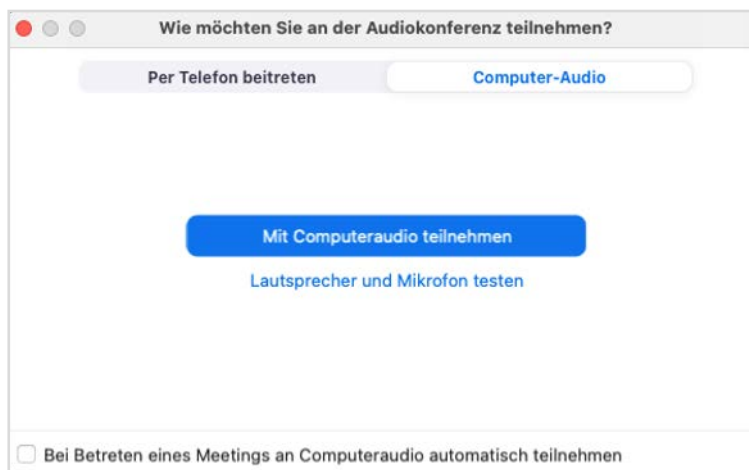 Wie möchten Sie an der Audiokonferenz teilnehmen?
Per Telefon beitreten
Computer-Audio
Mit Computeraudio teilnehmen
Lautsprecher und Mikrofon testen
Bei Betreten eines Meetings an Computeraudio automatisch teilnehmen